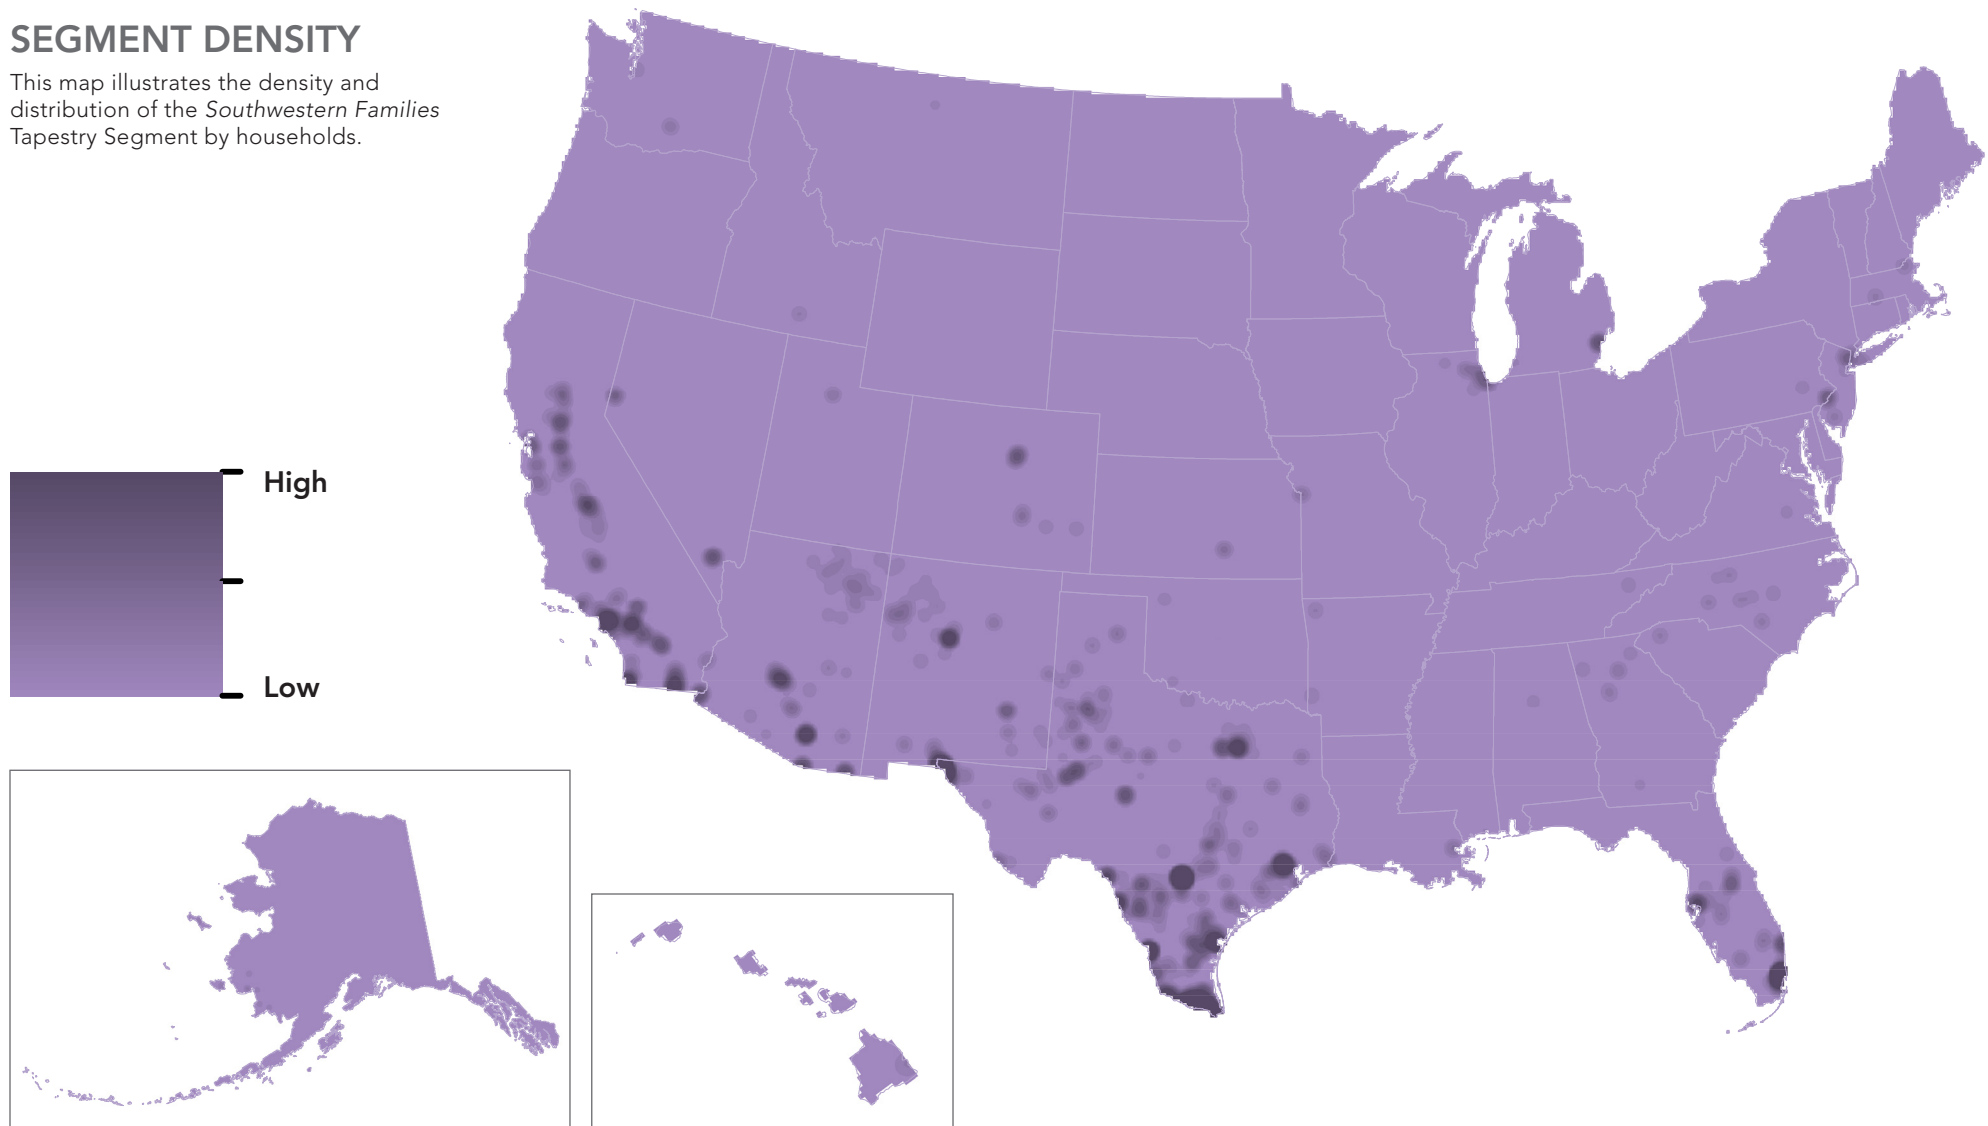 SEGMENT DENSITY
This map illustrates the density and
distribution of the Southwestern Families
Tapestry Segment by households.
High
Low